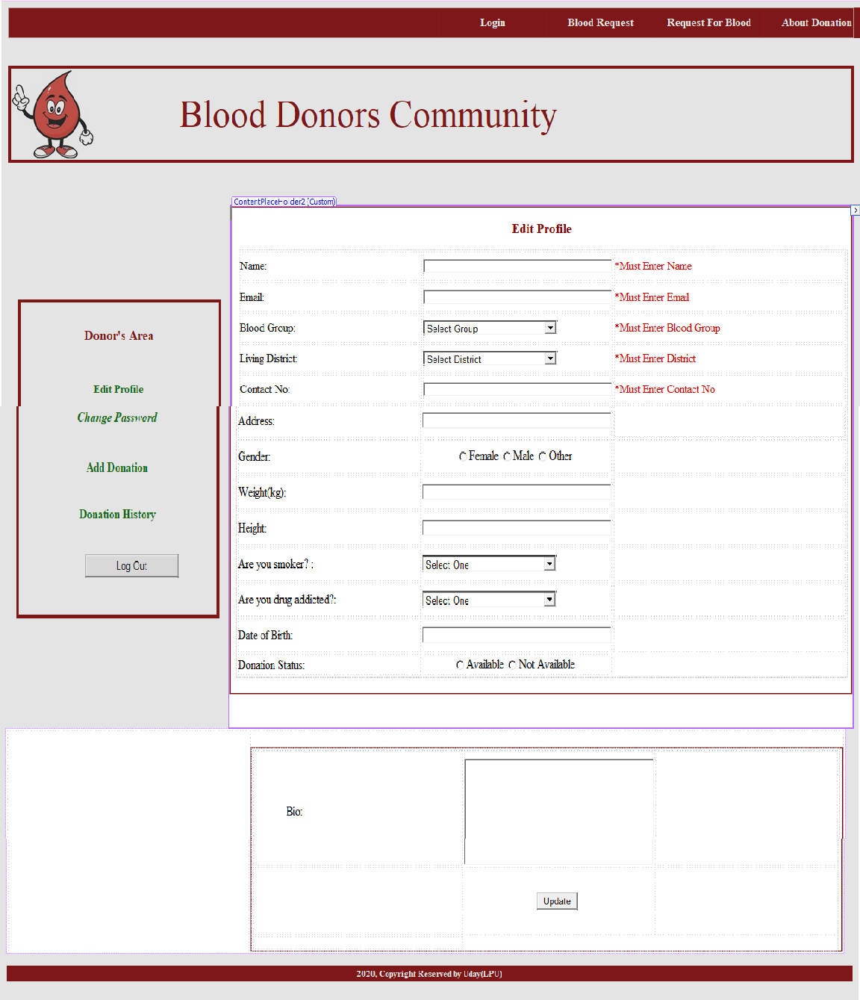 Login Blood Request Request For Blood About Donation
Blood Donors Community
ContentPlaceHolder2 (Custom)
Edit Profile
Name: *Must Enter Name
Email: *Must Enter Email
Blood Group: Select Group *Must Enter Blood Group
Living District: Select District *Must Enter District
Contact No: *Must Enter Contact No
Address:
Gender: Female Male Other
Weight(kg):
Height:
Are you smoker? : Select One
Are you drug addicted?: Select One
Date of Birth:
Donation Status: Available Not Available
Donor's Area
Edit Profile
Change Password
Add Donation
Donation History
Log Out
Bio:
Update
2020, Copyright Reserved by Uday(LPU)